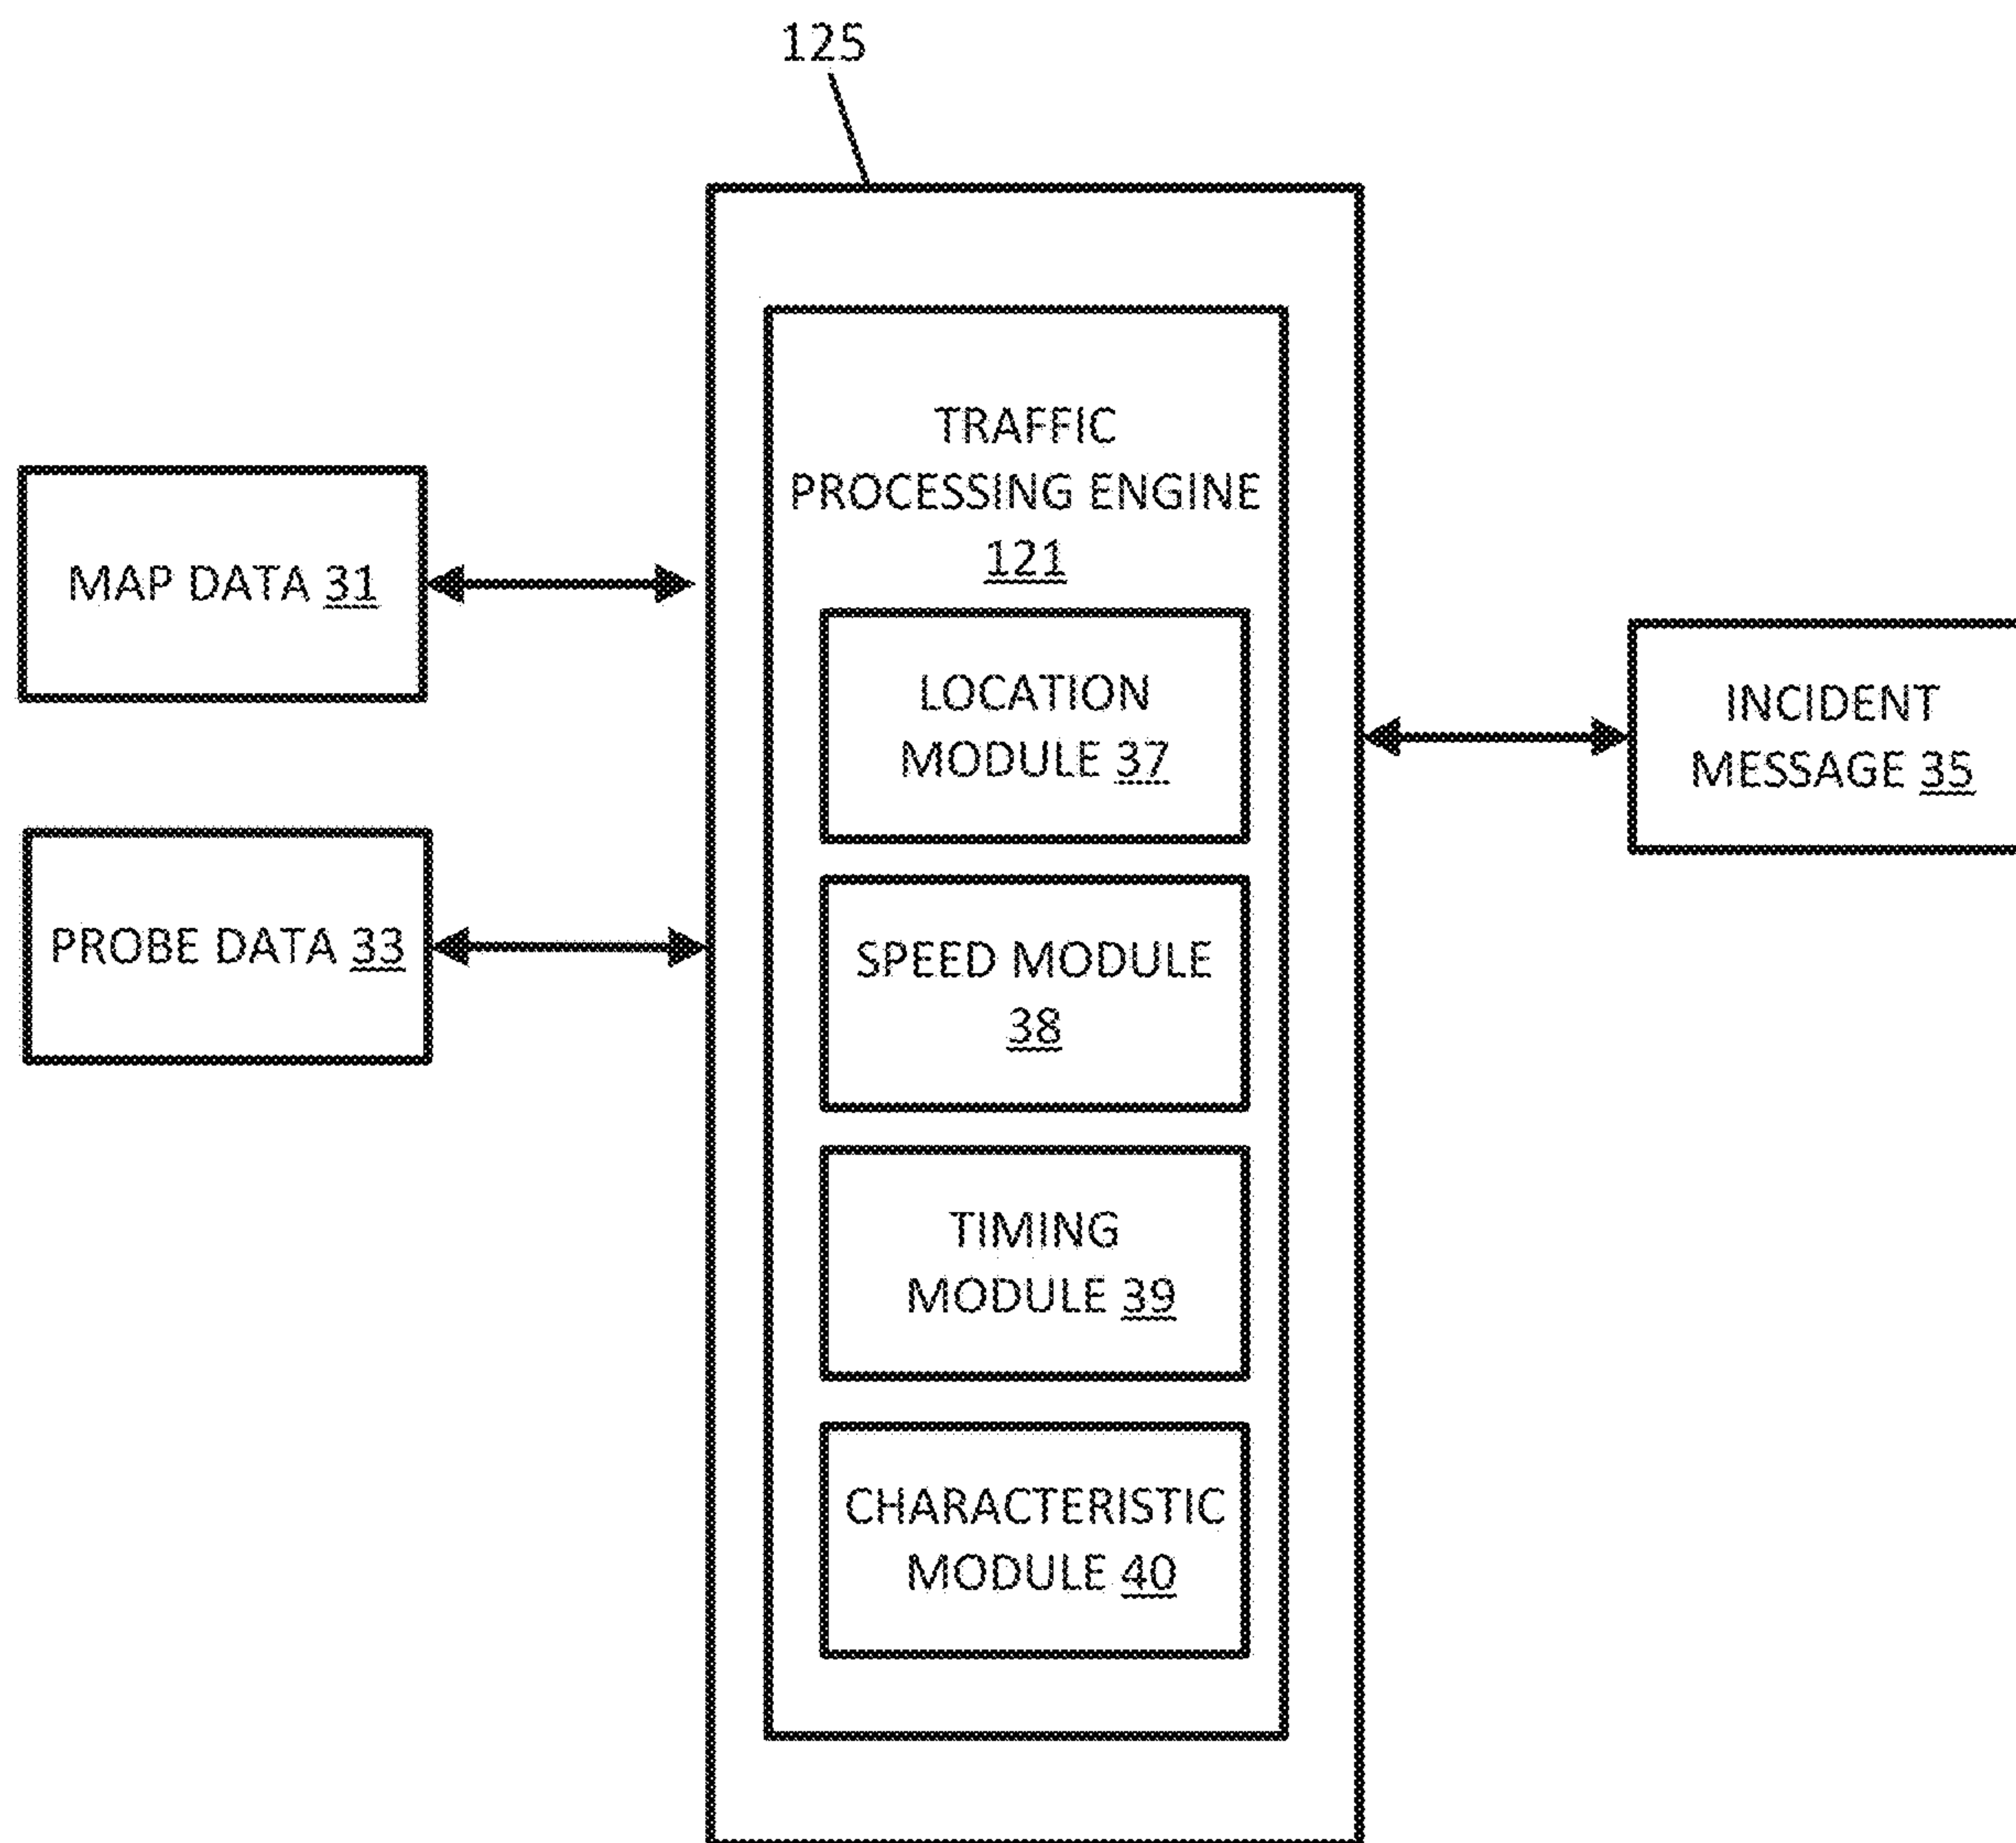 125
TRAFFIC
PROCESSING ENGINE
121
MAP DATA 31
LOCATION
MODULE 37
INCIDENT
MESSAGE 35
PROBE DATA 33
SPEED MODULE
38
TIMING
MODULE 39
CHARACTERISTIC
MODULE 40